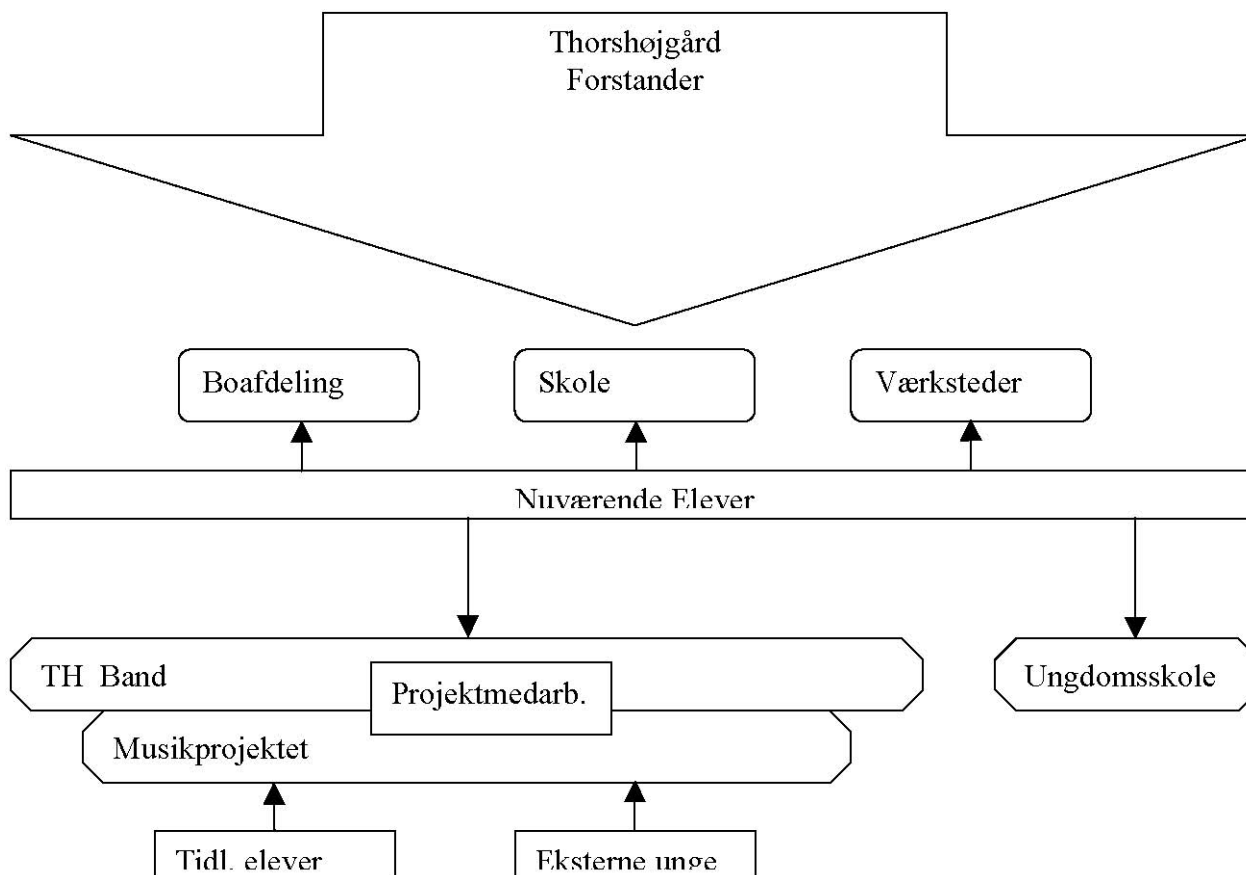 Thorshøjgård
Forstander
Boafdeling
Skole
Værksteder
Nuværende Elever
TH Band
Projektmedarb.
Ungdomsskole
Musikprojektet
Tidl. elever
Eksterne unge